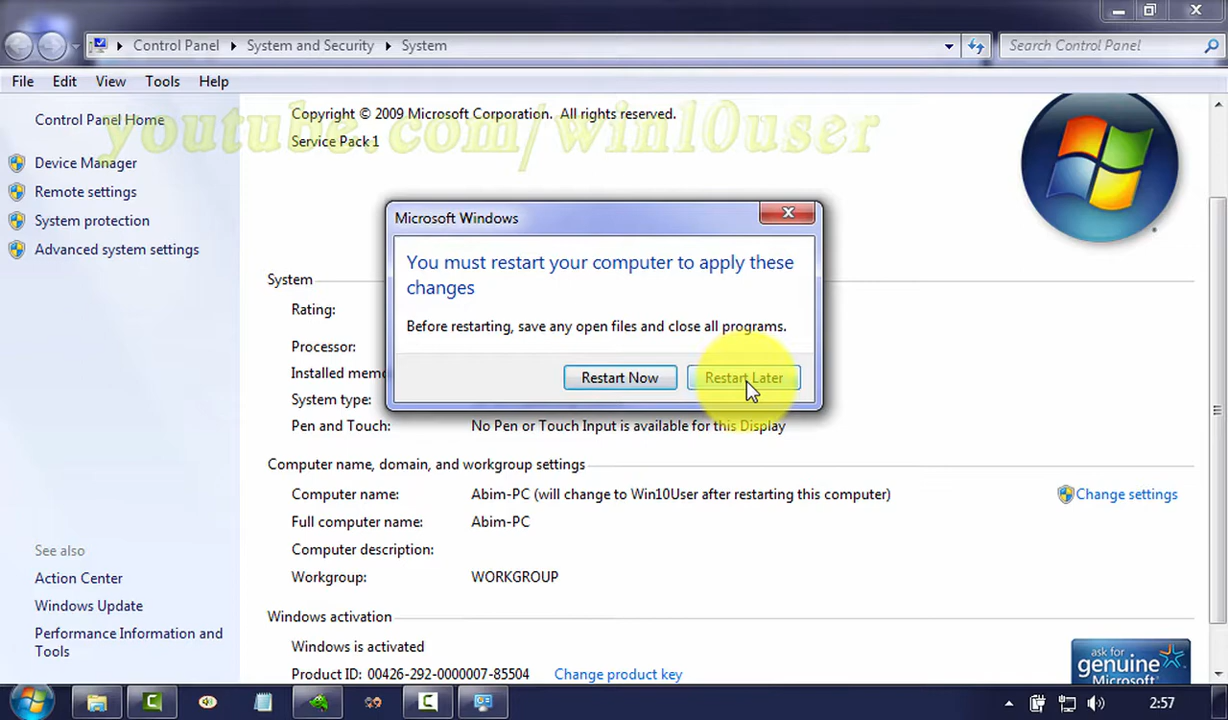 Control Panel
System and Security
System
Search Control Panel
File
Edit
View
Tools
Help
youtube.com/win10user
Control Panel Home
Device Manager
Remote settings
System protection
Advanced system settings
See also
Action Center
Windows Update
Performance Information and
Tools
Copyright © 2009 Microsoft Corporation.  All rights reserved.
Service Pack 1
Microsoft Windows
You must restart your computer to apply these
changes
Before restarting, save any open files and close all programs.
Restart Now
Restart Later
System
Rating:
Processor:
Installed memo
System type:
Pen and Touch:
No Pen or Touch Input is available for this Display
Computer name, domain, and workgroup settings
Computer name:
Abim-PC (will change to Win10User after restarting this computer)
Change settings
Full computer name:
Abim-PC
Computer description:
Workgroup:
WORKGROUP
Windows activation
Windows is activated
Product ID: 00426-292-0000007-85504
Change product key
ask for
genuine
Microsoft
2:57